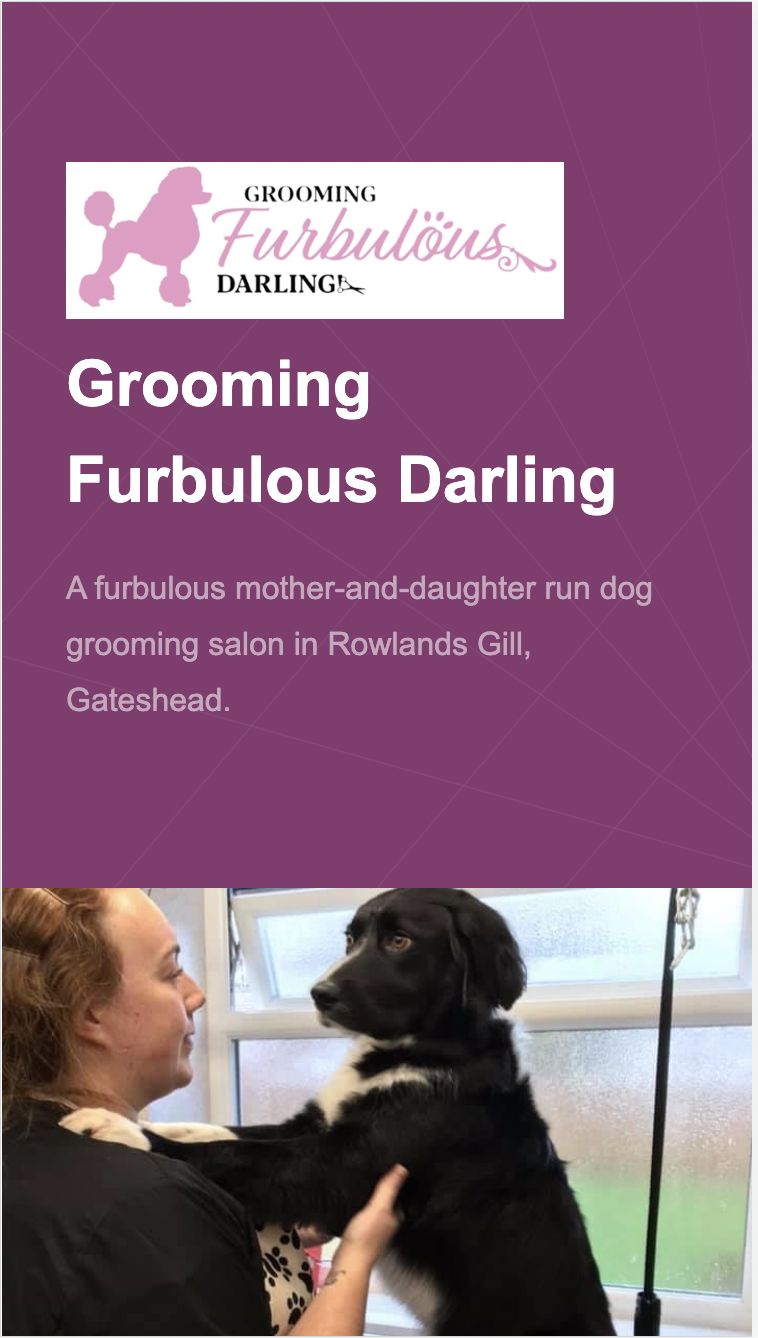 GROOMING
Furbulöus
DARLING!
Grooming
Furbulous Darling
A furbulous mother-and-daughter run dog
grooming salon in Rowlands Gill,
Gateshead.